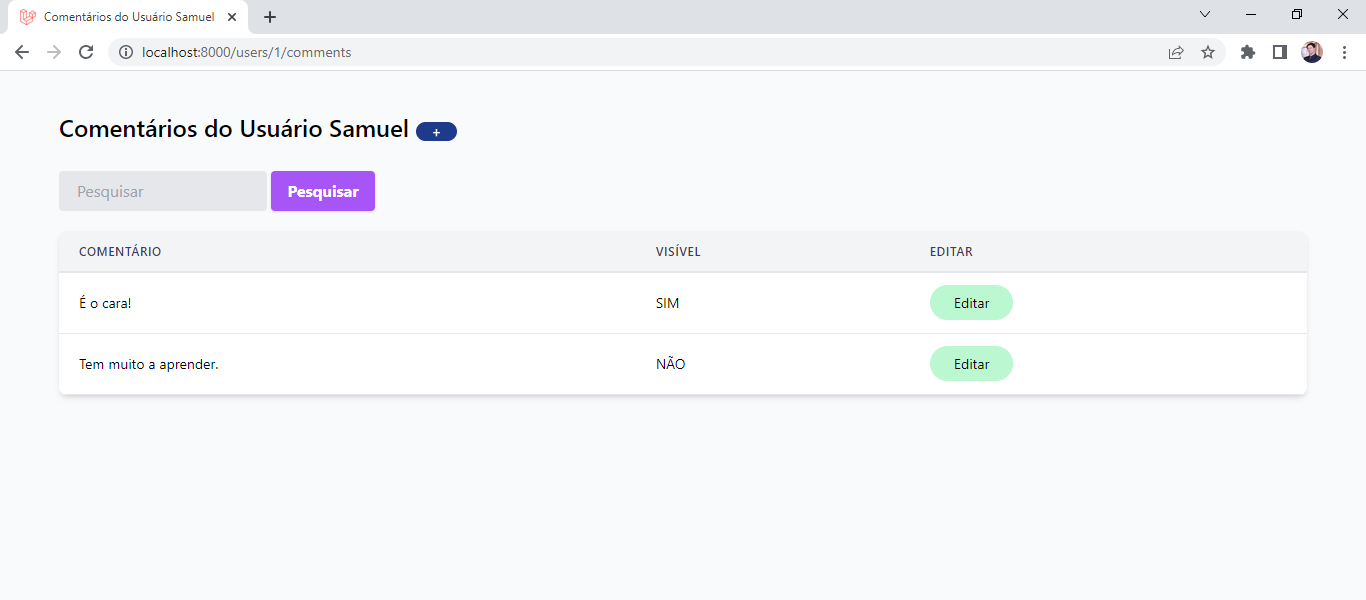 Comentários do Usuário Samuel
localhost:8000/users/1/comments
Comentários do Usuário Samuel +
Pesquisar Pesquisar
COMENTÁRIO VISÍVEL EDITAR
É o cara! SIM Editar
Tem muito a aprender. NÃO Editar